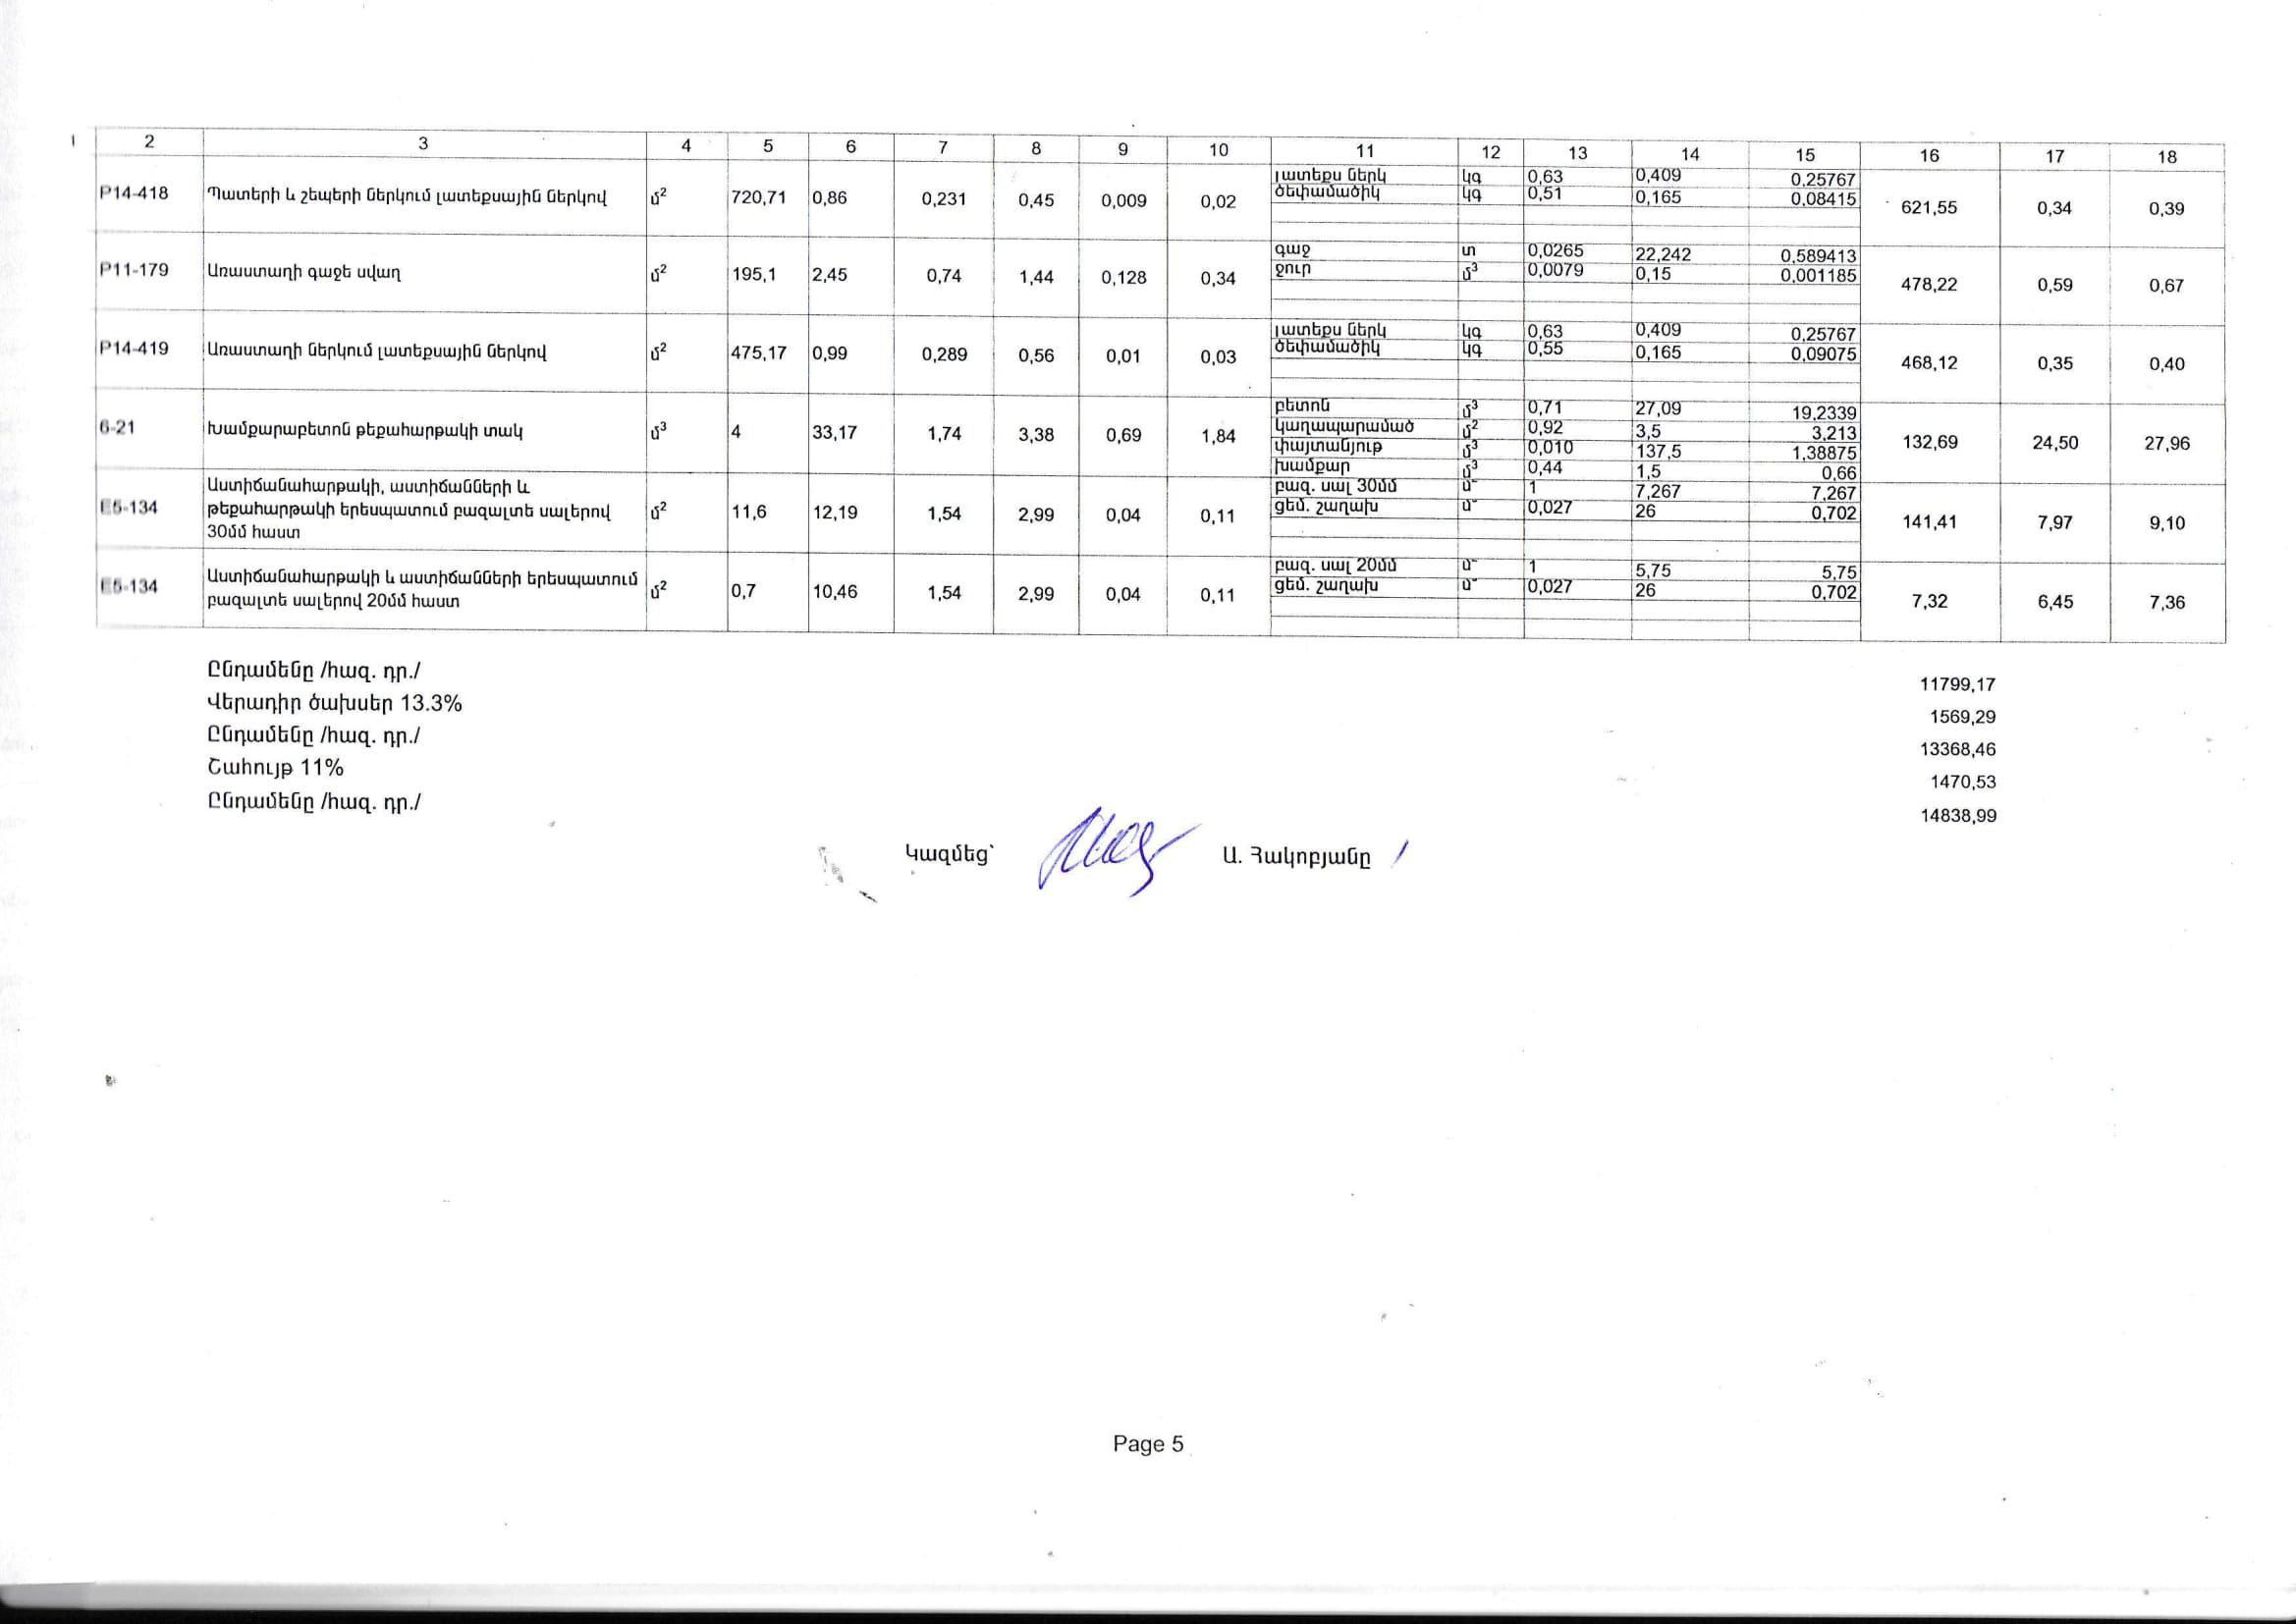 1 2 3 4 5 6 7 8 9 10 11 12 13 14 15 16 17 18
P14-418 Պատերի և շեպերի ներկում լատեքսային ներկով մ² 720,71 0,86 0,231 0,45 0,009 0,02 լատեքս ներկ կգ 0,63 0,409 0,25767 621,55 0,34 0,39
ծեփամածիկ կգ 0,51 0,165 0,08415
P11-179 Առաստաղի գաջե սվաղ մ² 195,1 2,45 0,74 1,44 0,128 0,34 գաջ տ 0,0265 22,242 0,589413 478,22 0,59 0,67
ջուր մ³ 0,0079 0,15 0,001185
P14-419 Առաստաղի ներկում լատեքսային ներկով մ² 475,17 0,99 0,289 0,56 0,01 0,03 լատեքս ներկ կգ 0,63 0,409 0,25767 468,12 0,35 0,40
ծեփամածիկ կգ 0,55 0,165 0,09075
6-21 Խամքարաբետոն թեքահարթակի տակ մ³ 4 33,17 1,74 3,38 0,69 1,84 բետոն մ³ 0,71 27,09 19,2339 132,69 24,50 27,96
կաղապարամած մ² 0,92 3,5 3,213
փայտանյութ մ³ 0,010 137,5 1,38875
խամքար մ³ 0,44 1,5 0,66
E5-134 Աստիճանահարթակի, աստիճանների և թեքահարթակի երեսպատում բազալտե սալերով 30մմ հաստ մ² 11,6 12,19 1,54 2,99 0,04 0,11 բազ. սալ 30մմ մ 1 7,267 7,267 141,41 7,97 9,10
ցեմ. շաղախ մ 0,027 26 0,702
E5-134 Աստիճանահարթակի և աստիճանների երեսպատում բազալտե սալերով 20մմ հաստ մ² 0,7 10,46 1,54 2,99 0,04 0,11 բազ. սալ 20մմ մ 1 5,75 5,75 7,32 6,45 7,36
ցեմ. շաղախ մ 0,027 26 0,702
Ընդամենը /հազ. դր./ 11799,17
Վերադիր ծախսեր 13.3% 1569,29
Ընդամենը /հազ. դր./ 13368,46
Շահույթ 11% 1470,53
Ընդամենը /հազ. դր./ 14838,99
Կազմեց՝ Ա. Հակոբյանը
Page 5